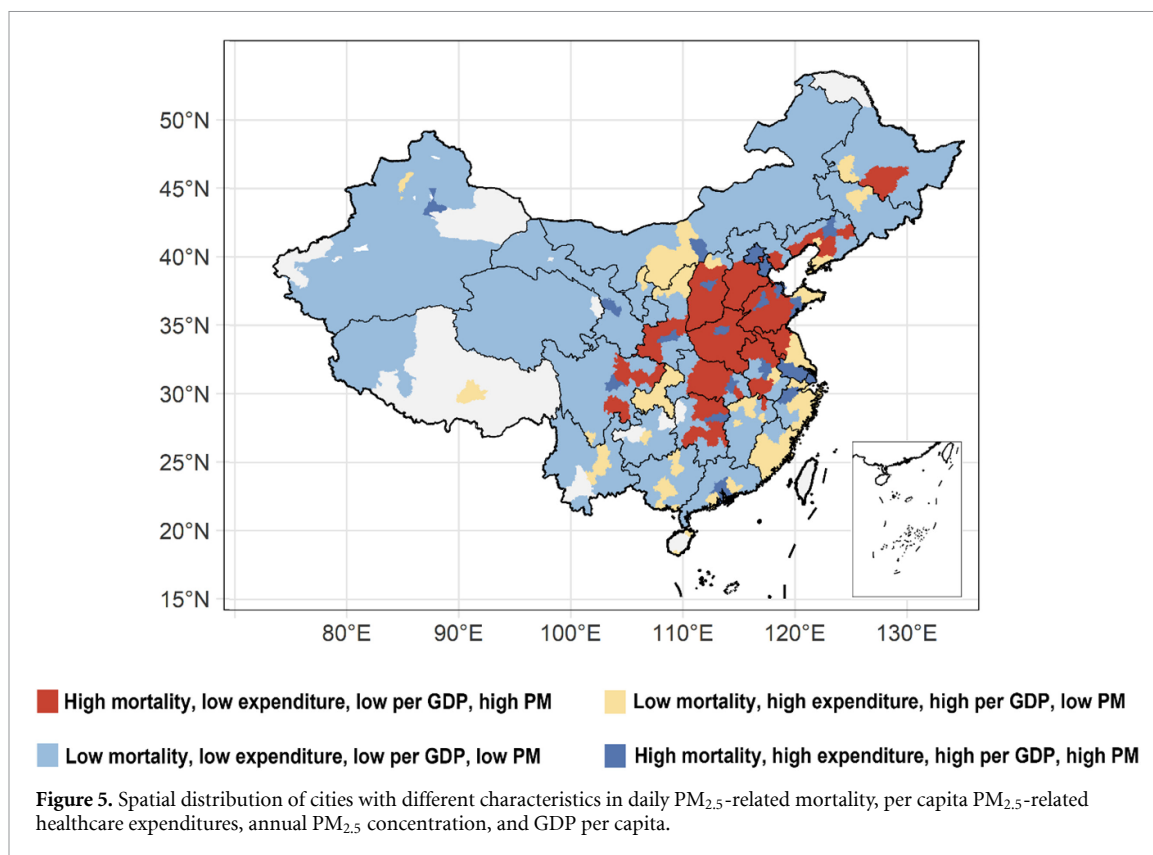 50°N
45°N
40°N
35°N
30°N
25°N
20°N
15°N
80°E 90°E 100°E 110°E 120°E 130°E
High mortality, low expenditure, low per GDP, high PM
Low mortality, high expenditure, high per GDP, low PM
Low mortality, low expenditure, low per GDP, low PM
High mortality, high expenditure, high per GDP, high PM
Figure 5. Spatial distribution of cities with different characteristics in daily PM2.5-related mortality, per capita PM2.5-related
healthcare expenditures, annual PM2.5 concentration, and GDP per capita.